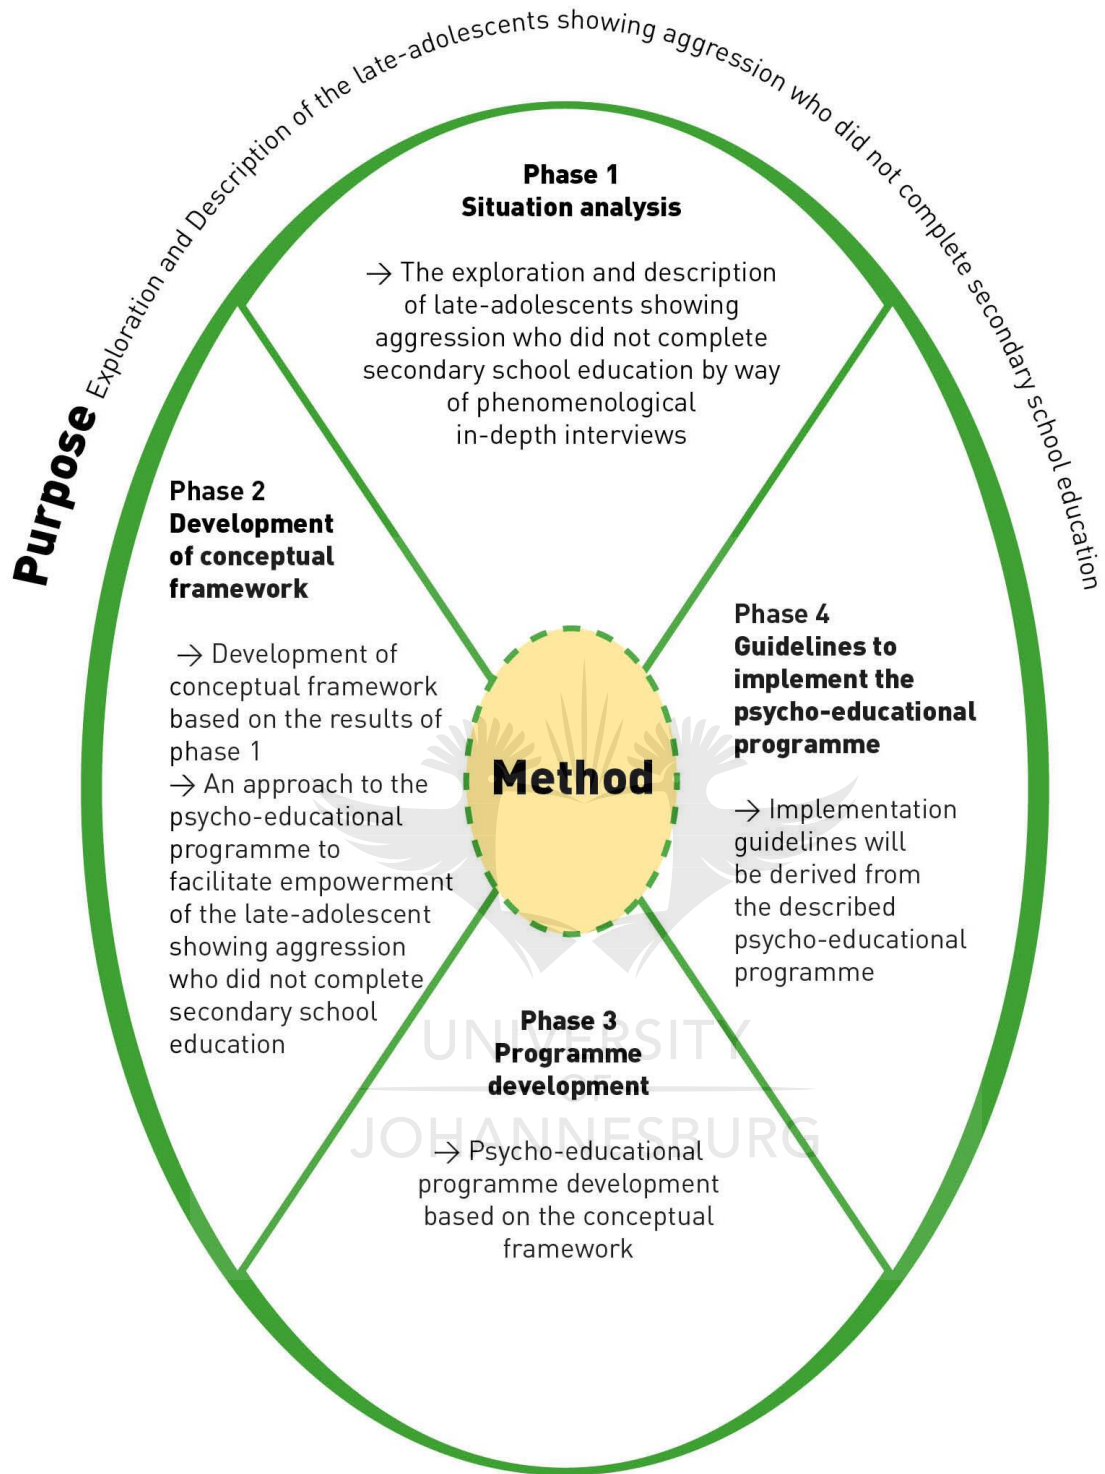 Purpose Exploration and Description of the late-adolescents showing aggression who did not complete secondary school education
Phase 1
Situation analysis
→ The exploration and description
of late-adolescents showing
aggression who did not complete
secondary school education by way
of phenomenological
in-depth interviews
Phase 2
Development
of conceptual
framework
→ Development of
conceptual framework
based on the results of
phase 1
→ An approach to the
psycho-educational
programme to
facilitate empowerment
of the late-adolescent
showing aggression
who did not complete
secondary school
education
Method
Phase 4
Guidelines to
implement the
psycho-educational
programme
→ Implementation
guidelines will
be derived from
the described
psycho-educational
programme
Phase 3
Programme
development
→ Psycho-educational
programme development
based on the conceptual
framework
UNIVERSITY
OF
JOHANNESBURG